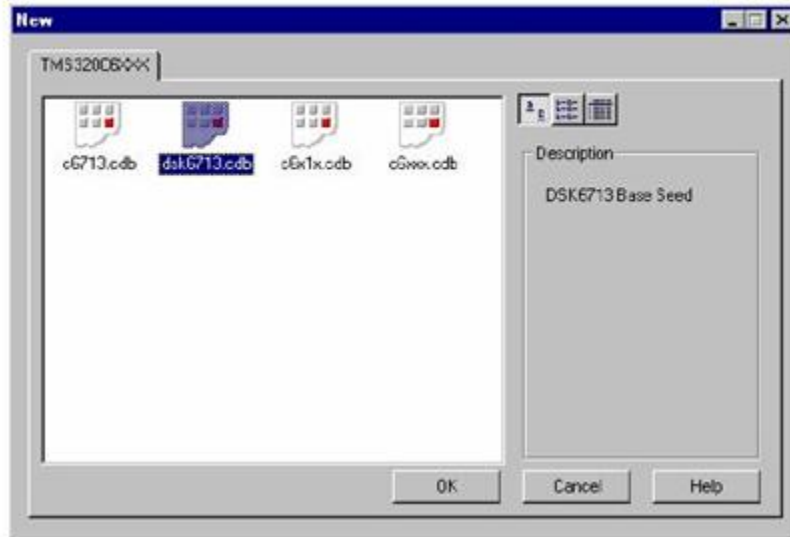 New
TMS320C6XXX
c6713.cdb dsk6713.cdb c6x1x.cdb c6xxx.cdb
Description
DSK6713 Base Seed
OK Cancel Help